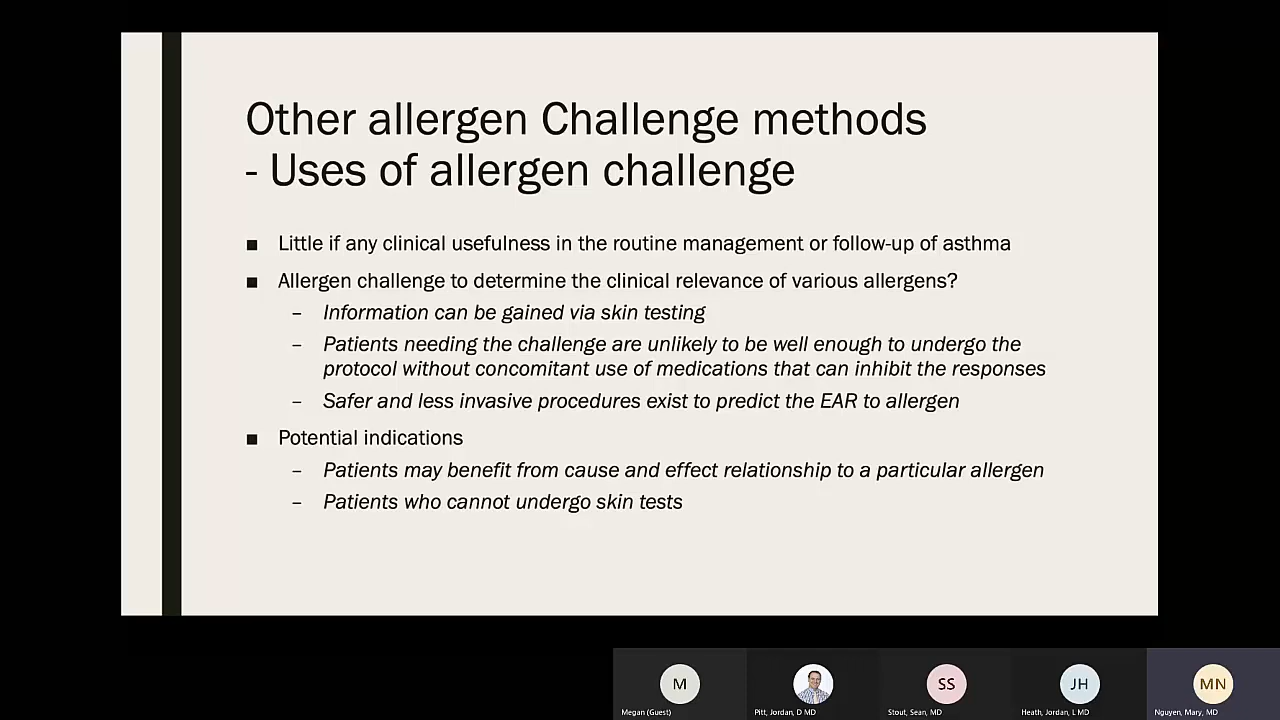 Other allergen Challenge methods
- Uses of allergen challenge
■ Little if any clinical usefulness in the routine management or follow-up of asthma
■ Allergen challenge to determine the clinical relevance of various allergens?
– Information can be gained via skin testing
– Patients needing the challenge are unlikely to be well enough to undergo the
protocol without concomitant use of medications that can inhibit the responses
– Safer and less invasive procedures exist to predict the EAR to allergen
■ Potential indications
– Patients may benefit from cause and effect relationship to a particular allergen
– Patients who cannot undergo skin tests
M SS JH MN
Megan (Guest) Pitt, Jordan, D MD Stout, Sean, MD Heath, Jordan, L MD Nguyen, Mary, MD